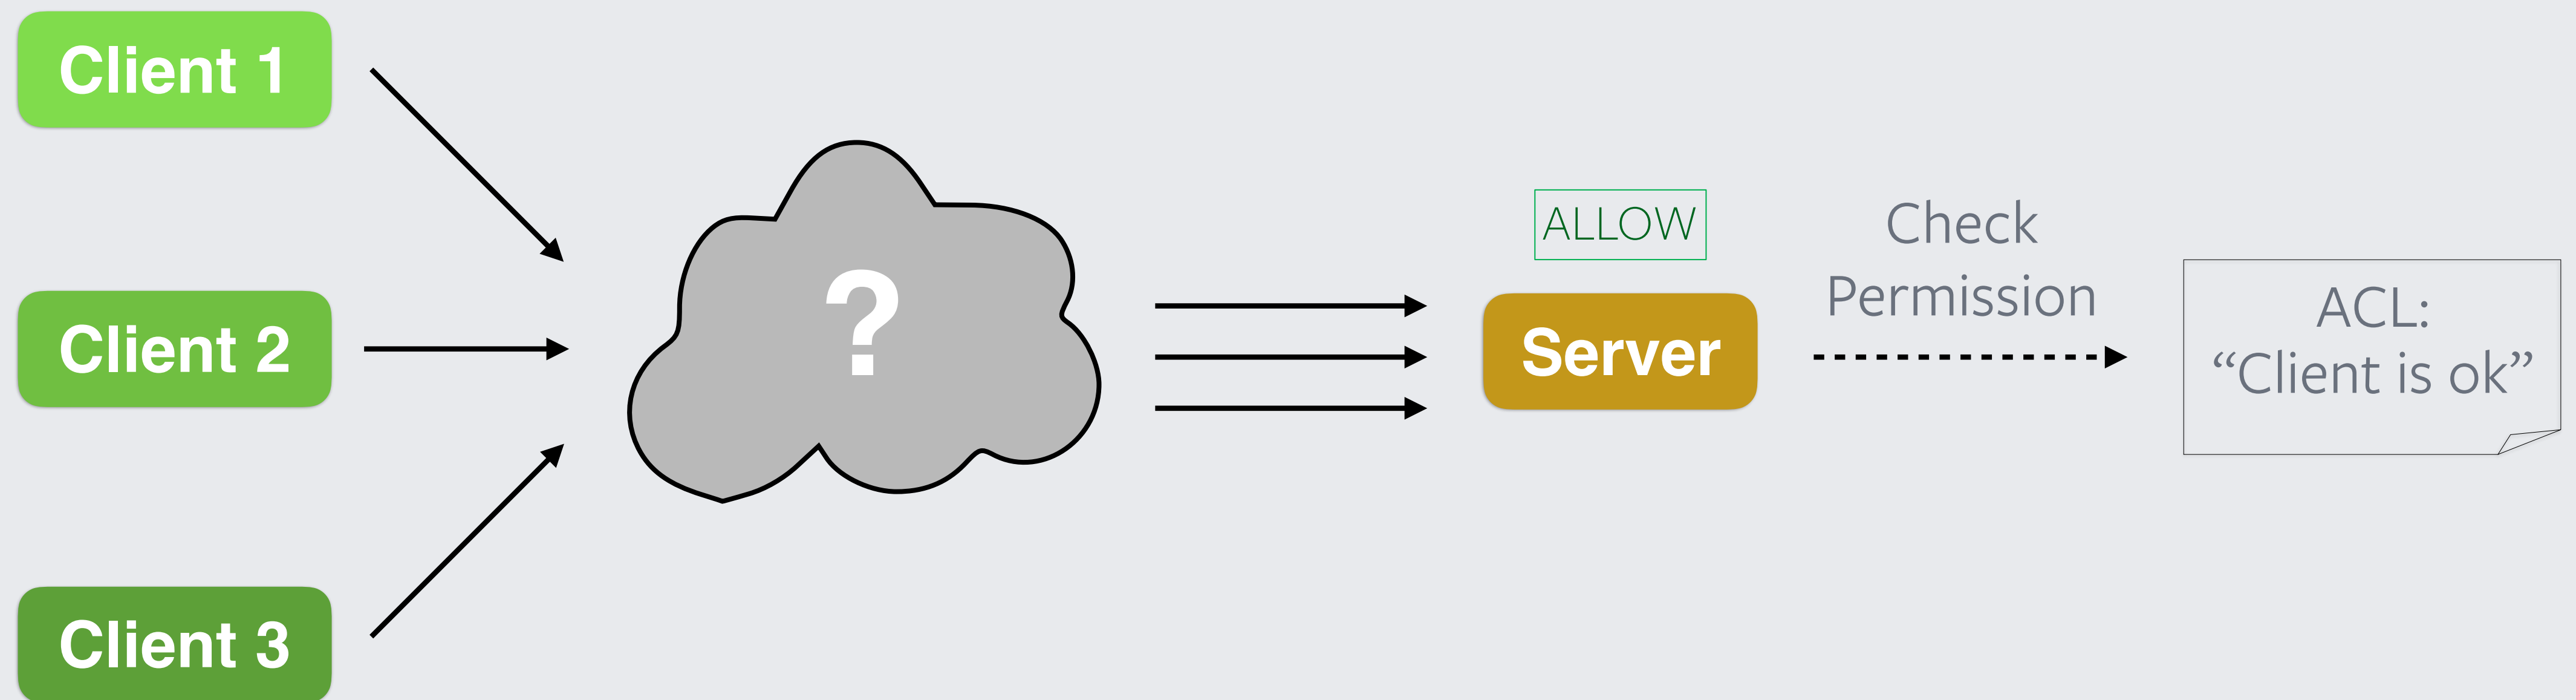 Client 1
Client 2
Client 3
?
ALLOW
Server
Check
Permission
ACL:
“Client is ok”